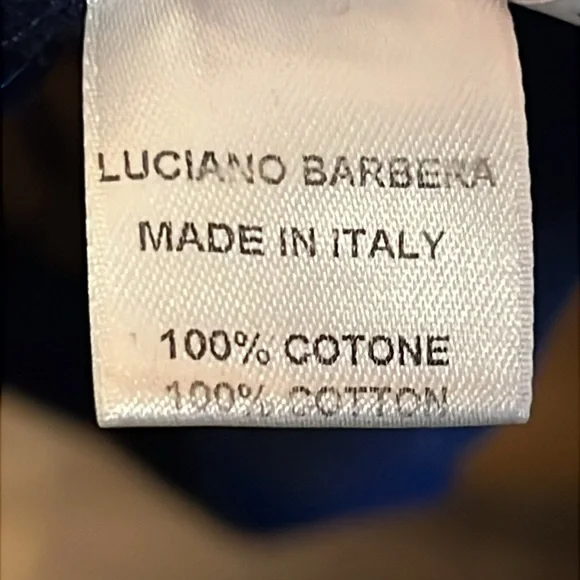 LUCIANO BARBERA
MADE IN ITALY
100% COTONE
100% COTTON